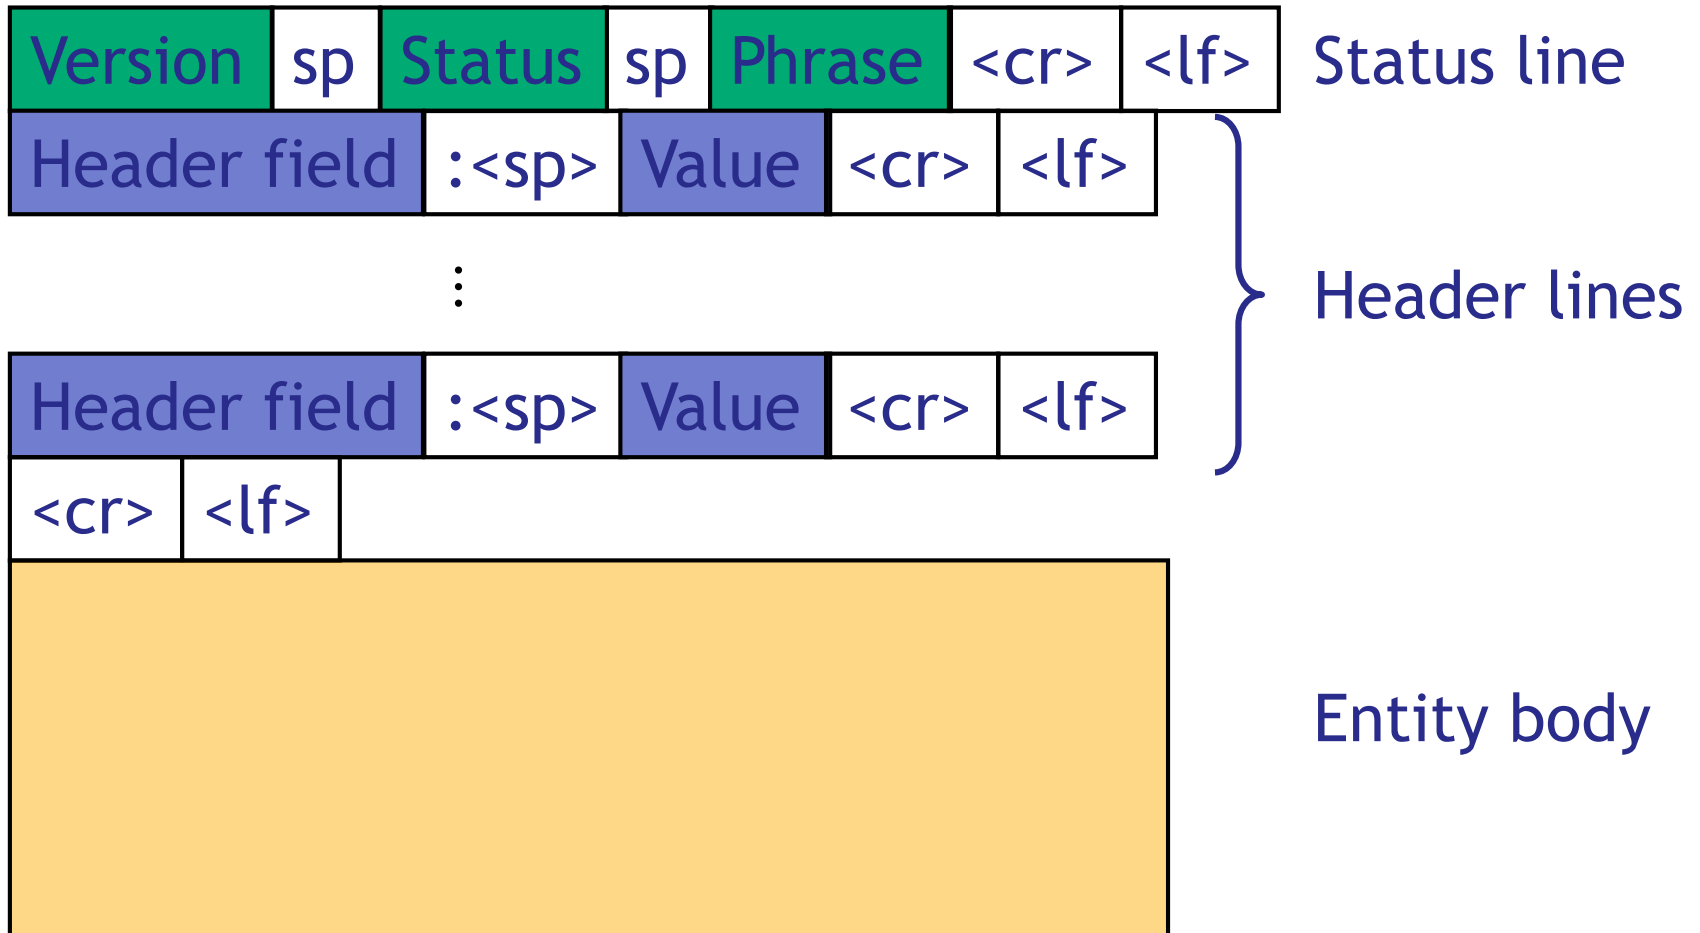 Version sp Status sp Phrase <cr> <lf> Status line
Header field :<sp> Value <cr> <lf>
⋮
Header lines
Header field :<sp> Value <cr> <lf>
<cr> <lf>
Entity body